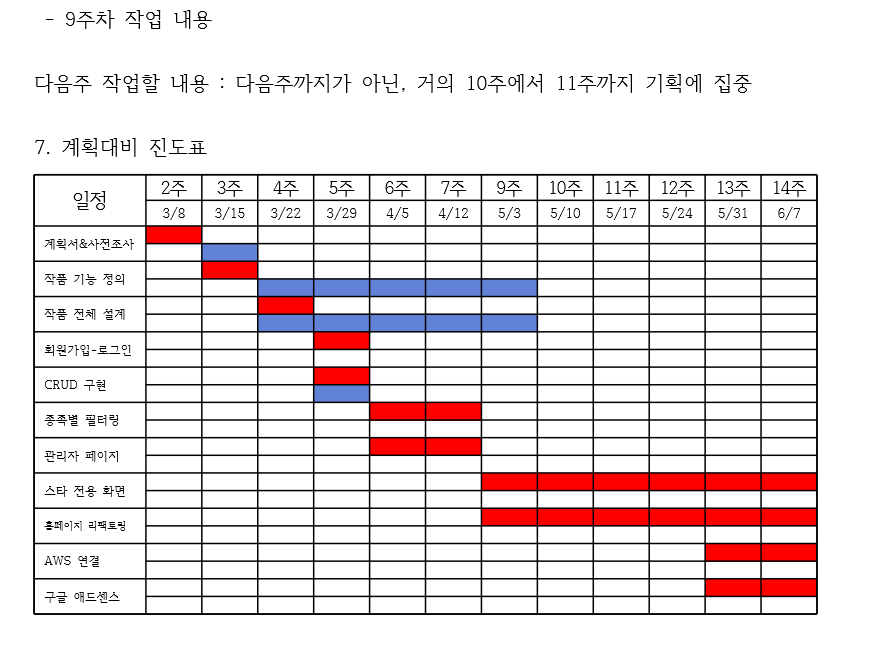 - 9주차 작업 내용
다음주 작업할 내용 : 다음주까지가 아닌, 거의 10주에서 11주까지 기획에 집중
7. 계획대비 진도표
일정 2주 3주 4주 5주 6주 7주 9주 10주 11주 12주 13주 14주
3/8 3/15 3/22 3/29 4/5 4/12 5/3 5/10 5/17 5/24 5/31 6/7
계획서&사전조사
작품 기능 정의
작품 전체 설계
회원가입-로그인
CRUD 구현
종족별 필터링
관리자 페이지
스타 전용 화면
홈페이지 리팩토링
AWS 연결
구글 애드센스